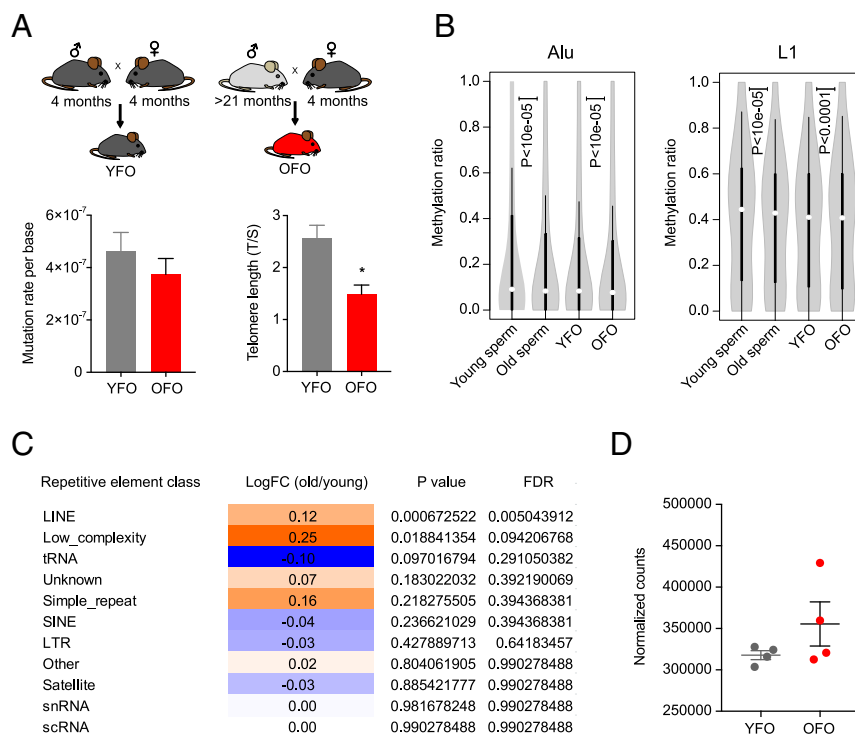 A
♂ x ♀
4 months 4 months
YFO
♂ x ♀
>21 months 4 months
OFO
Mutation rate per base
6×10⁻⁷
4×10⁻⁷
2×10⁻⁷
0
YFO OFO
Telomere length (T/S)
3
2
1
0
*
YFO OFO
B
Alu
Methylation ratio
1.0
0.8
0.6
0.4
0.2
0.0
P<10e-05
P<10e-05
Young sperm
Old sperm
YFO
OFO
L1
Methylation ratio
1.0
0.8
0.6
0.4
0.2
0.0
P<10e-05
P<0.0001
Young sperm
Old sperm
YFO
OFO
C
Repetitive element class LogFC (old/young) P value FDR
LINE 0.12 0.000672522 0.005043912
Low_complexity 0.25 0.018841354 0.094206768
tRNA -0.10 0.097016794 0.291050382
Unknown 0.07 0.183022032 0.392190069
Simple_repeat 0.16 0.218275505 0.394368381
SINE -0.04 0.236621029 0.394368381
LTR -0.03 0.427889713 0.64183457
Other 0.02 0.804061905 0.990278488
Satellite -0.03 0.885421777 0.990278488
snRNA 0.00 0.981678248 0.990278488
scRNA 0.00 0.990278488 0.990278488
D
Normalized counts
500000
400000
350000
300000
250000
YFO OFO